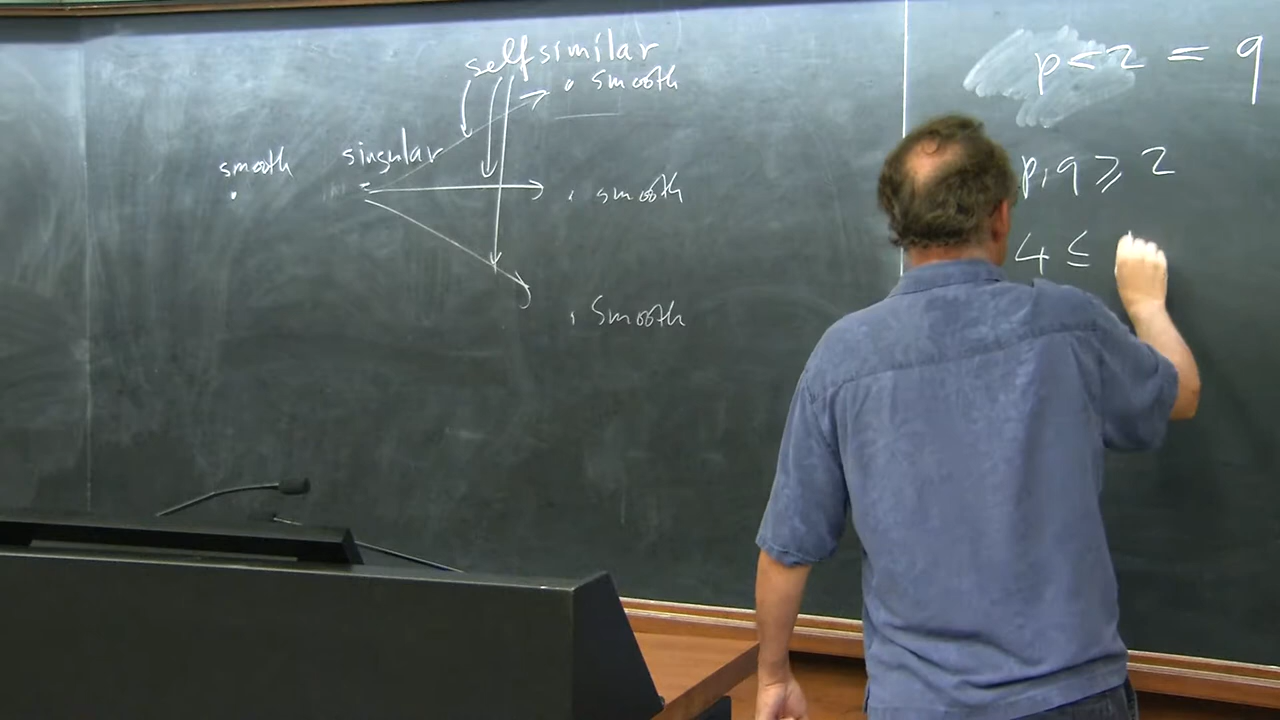 selfsimilar
smooth
smooth
singular
smooth
smooth
p < 2 = q
p, q ⩾ 2
4 ≤